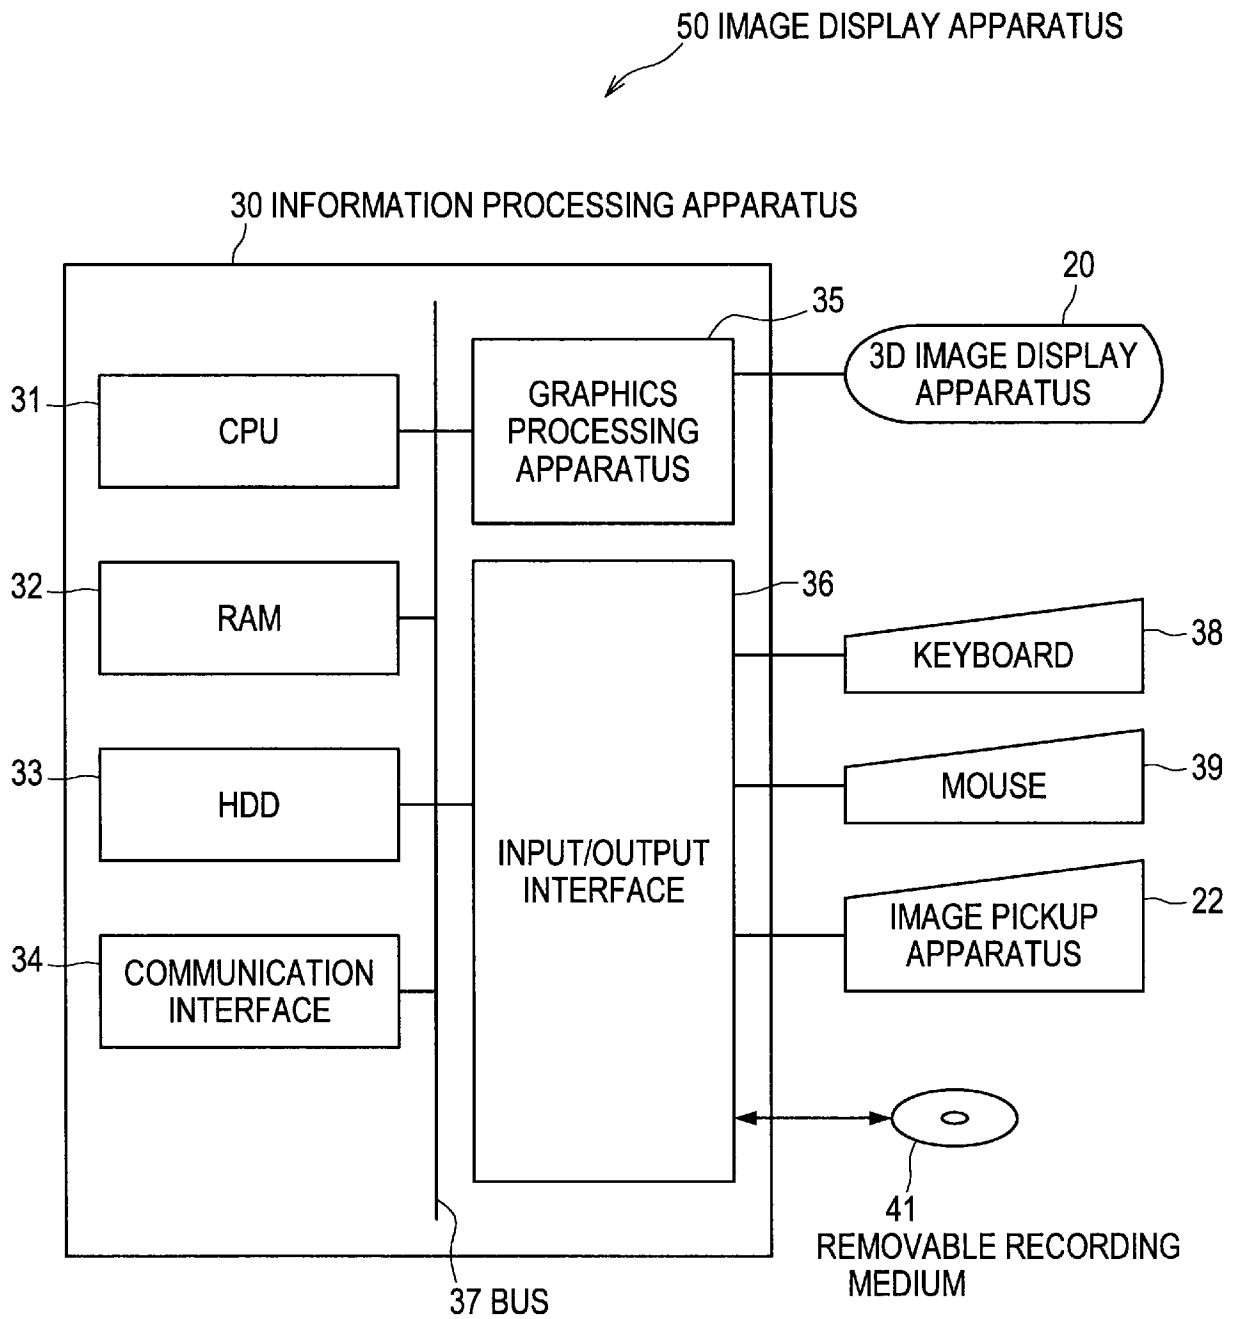 50 IMAGE DISPLAY APPARATUS
30 INFORMATION PROCESSING APPARATUS
20
35
3D IMAGE DISPLAY
APPARATUS
31
CPU
GRAPHICS
PROCESSING
APPARATUS
32
RAM
36
38
KEYBOARD
33
HDD
39
MOUSE
INPUT/OUTPUT
INTERFACE
22
IMAGE PICKUP
APPARATUS
34
COMMUNICATION
INTERFACE
41
REMOVABLE RECORDING
MEDIUM
37 BUS